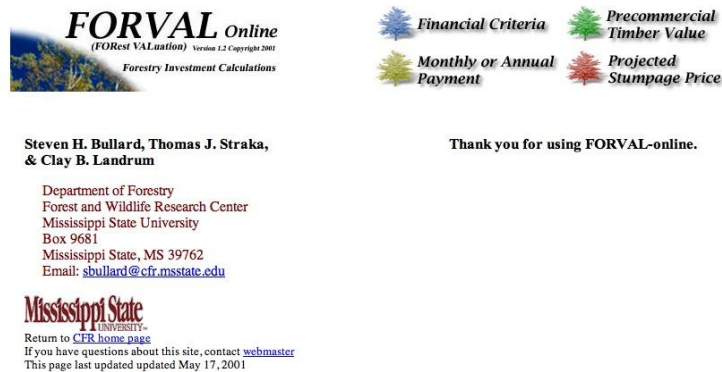 FORVAL Online
(FORest VALuation) Version 1.2 Copyright 2001
Forestry Investment Calculations
Financial Criteria
Precommercial
Timber Value
Monthly or Annual
Payment
Projected
Stumpage Price
Steven H. Bullard, Thomas J. Straka,
& Clay B. Landrum
Department of Forestry
Forest and Wildlife Research Center
Mississippi State University
Box 9681
Mississippi State, MS 39762
Email: sbullard@cfr.msstate.edu
Mississippi State
UNIVERSITY™
Return to CFR home page
If you have questions about this site, contact webmaster
This page last updated updated May 17, 2001
Thank you for using FORVAL-online.